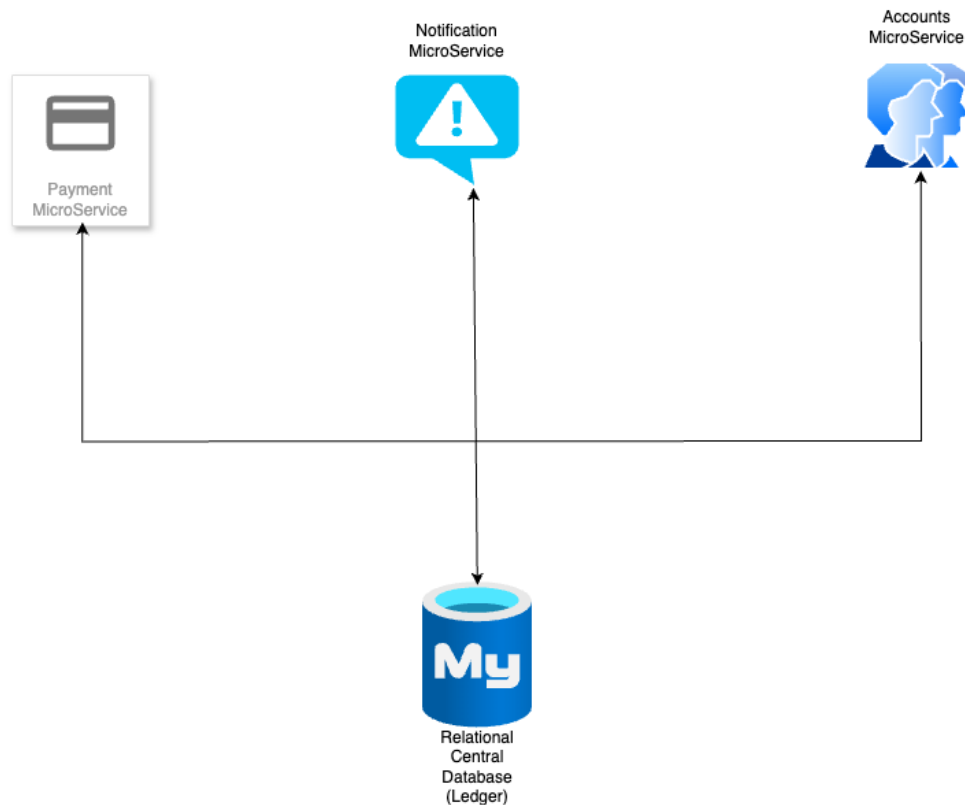 Notification
MicroService
Accounts
MicroService
Payment
MicroService
My
Relational
Central
Database
(Ledger)